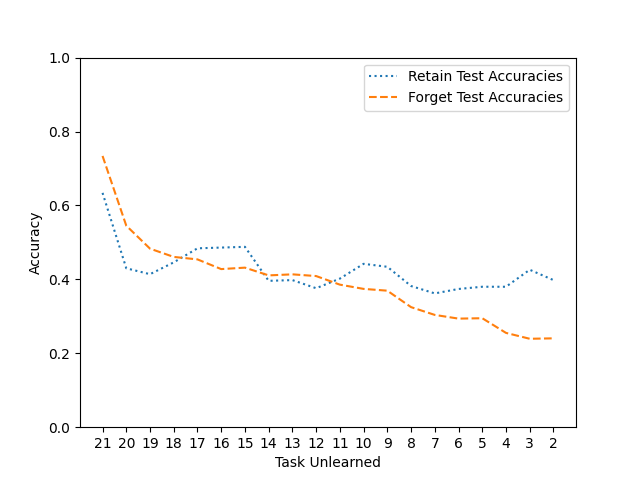 1.0
0.8
0.6
0.4
0.2
0.0
Accuracy
Retain Test Accuracies
Forget Test Accuracies
21 20 19 18 17 16 15 14 13 12 11 10 9 8 7 6 5 4 3 2
Task Unlearned